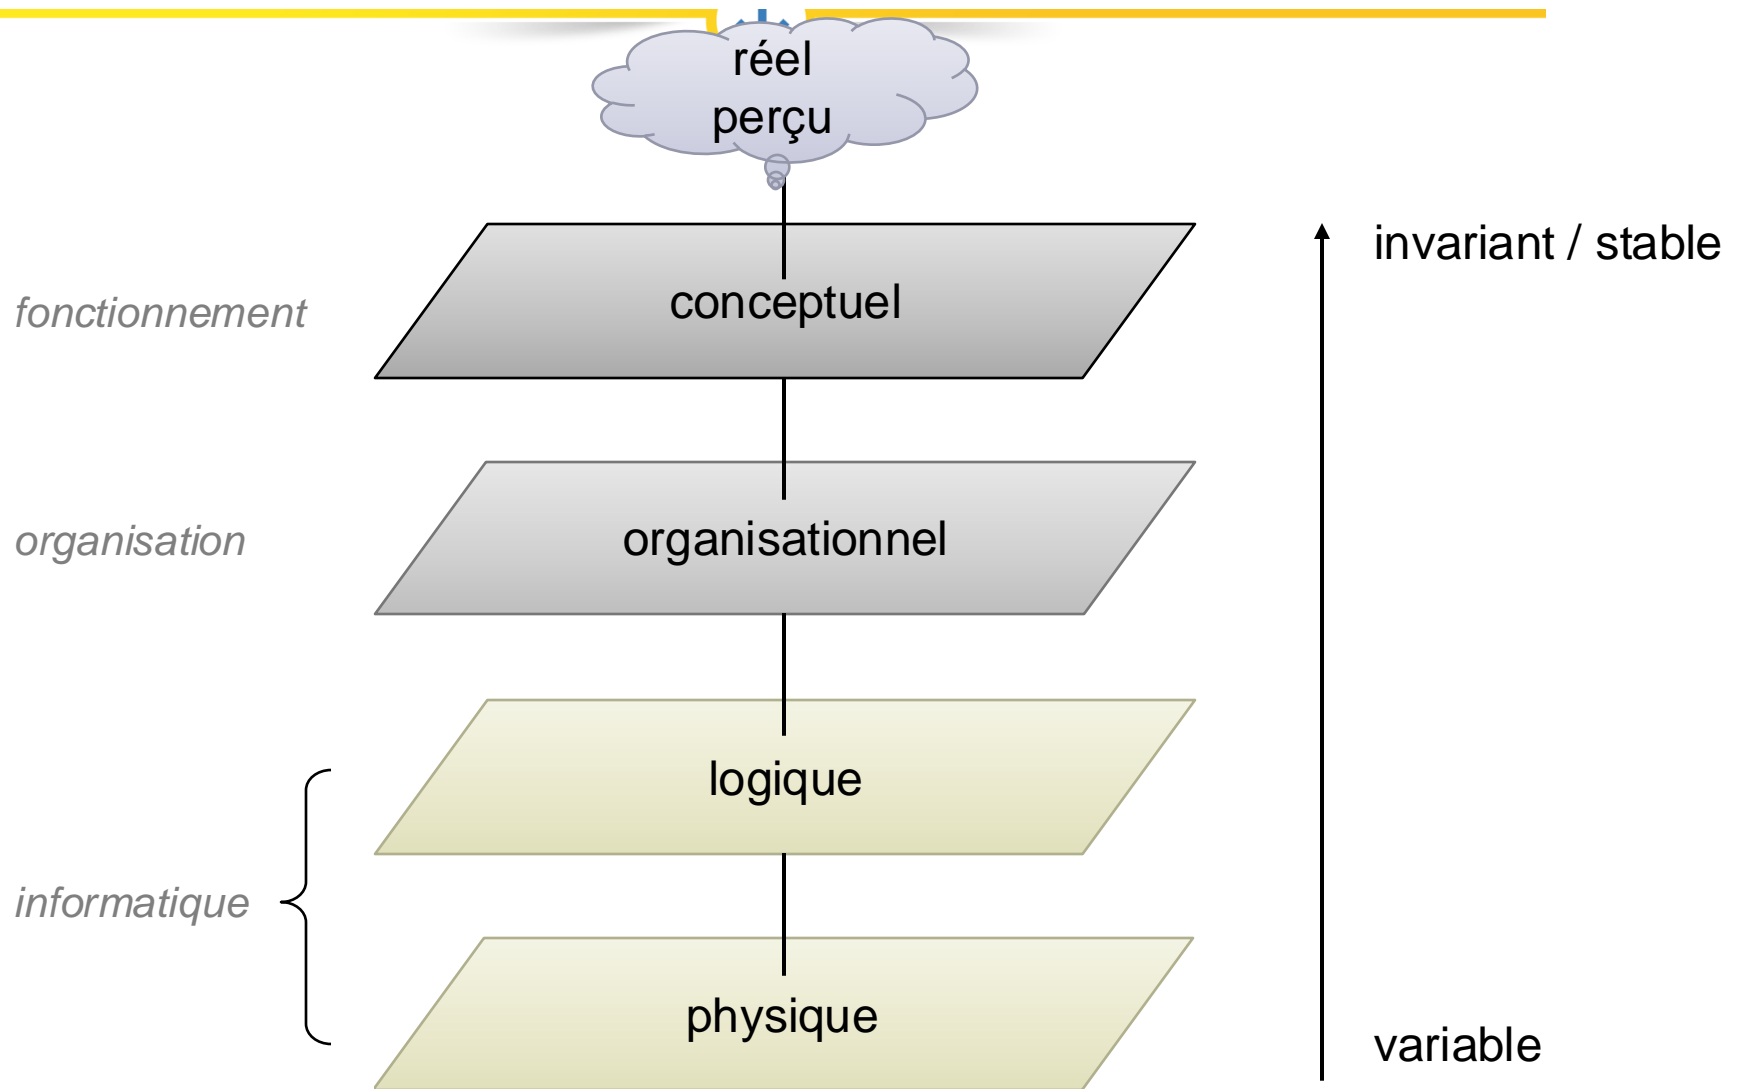 réel
perçu
invariant / stable
fonctionnement
conceptuel
organisation
organisationnel
logique
informatique
physique
variable